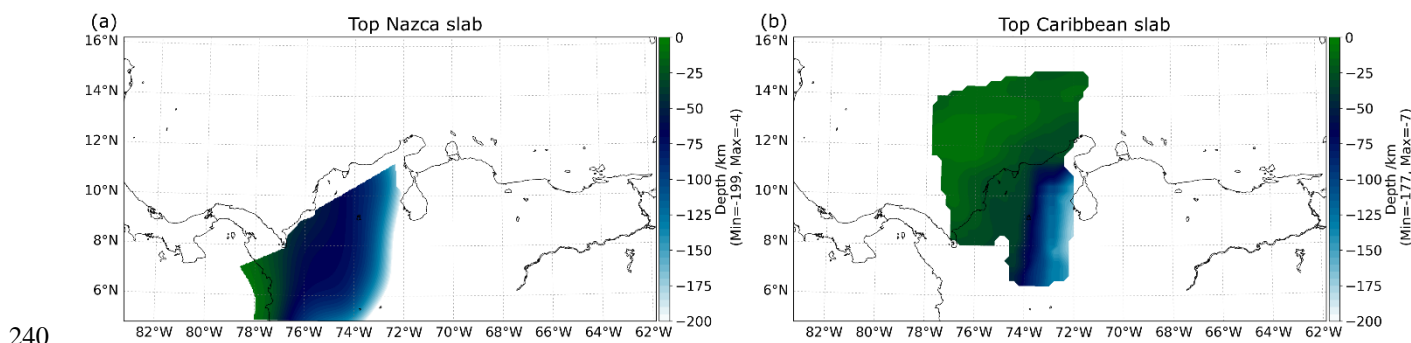 (a) Top Nazca slab
16°N
14°N
12°N
10°N
8°N
6°N
82°W 80°W 78°W 76°W 74°W 72°W 70°W 68°W 66°W 64°W 62°W
0
−25
−50
−75
−100
−125
−150
−175
−200
Depth /km
(Min=-199, Max=-4)
(b) Top Caribbean slab
16°N
14°N
12°N
10°N
8°N
6°N
82°W 80°W 78°W 76°W 74°W 72°W 70°W 68°W 66°W 64°W 62°W
0
−25
−50
−75
−100
−125
−150
−175
−200
Depth /km
(Min=-177, Max=-7)
240